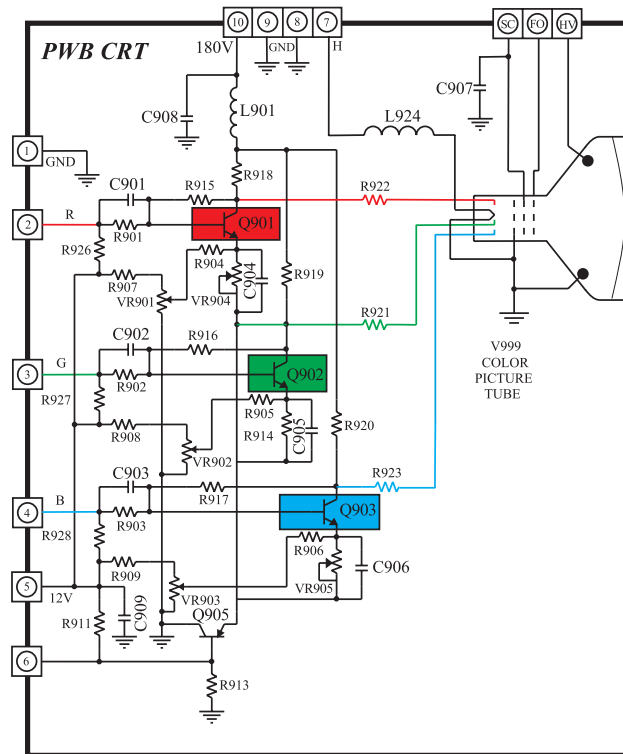 10 9 8 7 SC FO HV
PWB CRT
180V GND H
C907
C908 L901 L924
1
GND
R918
C901 R915 R922
2 R Q901
R926 R901
R904
R907 C904 R919
VR901 VR904
R921
C902 R916
V999
COLOR
PICTURE
TUBE
3 G Q902
R927 R902
R905
R908 R914 C905 R920
VR902
C903 R917 R923
4 B Q903
R928 R903
R906
R909 C906
5 VR903 VR905
12V C909 Q905
R911
6
R913